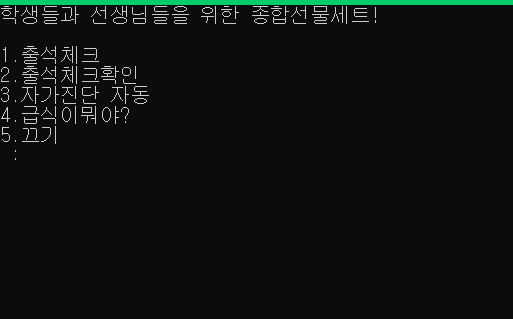 학생들과 선생님들을 위한 종합선물세트!
1.출석체크
2.출석체크확인
3.자가진단 자동
4.급식이뭐야?
5.끄기
: